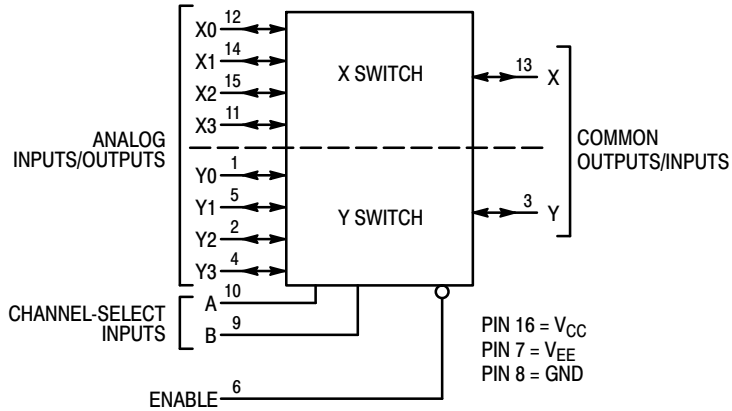 X0 12
X1 14
X2 15
X3 11
ANALOG
INPUTS/OUTPUTS
Y0 1
Y1 5
Y2 2
Y3 4
X SWITCH
Y SWITCH
13 X
3 Y
COMMON
OUTPUTS/INPUTS
CHANNEL-SELECT
INPUTS
A 10
B 9
ENABLE 6
PIN 16 = VCC
PIN 7 = VEE
PIN 8 = GND